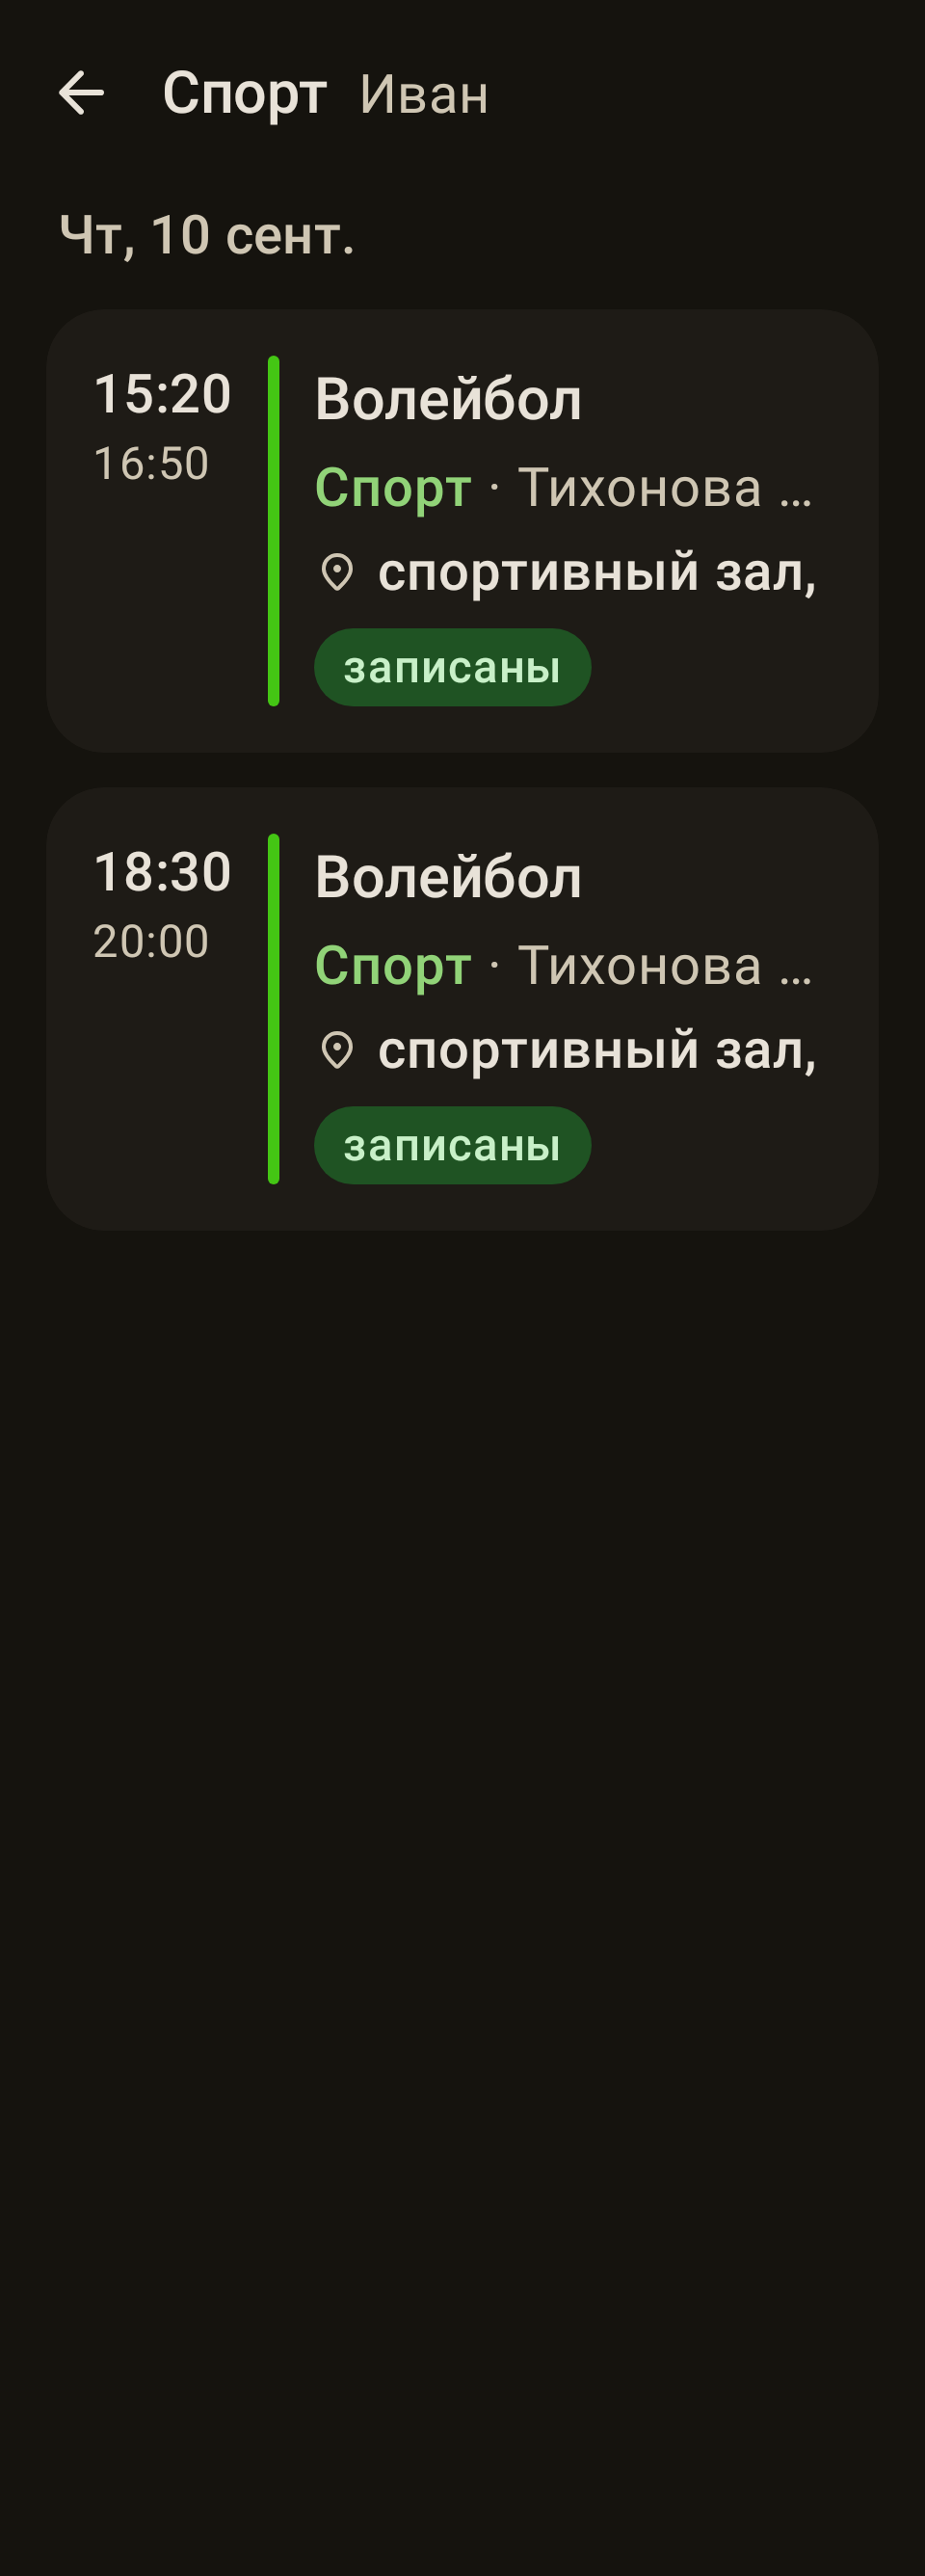 Спорт Иван
Чт, 10 сент.
15:20
16:50
Волейбол
Спорт · Тихонова ...
спортивный зал,
записаны
18:30
20:00
Волейбол
Спорт · Тихонова ...
спортивный зал,
записаны